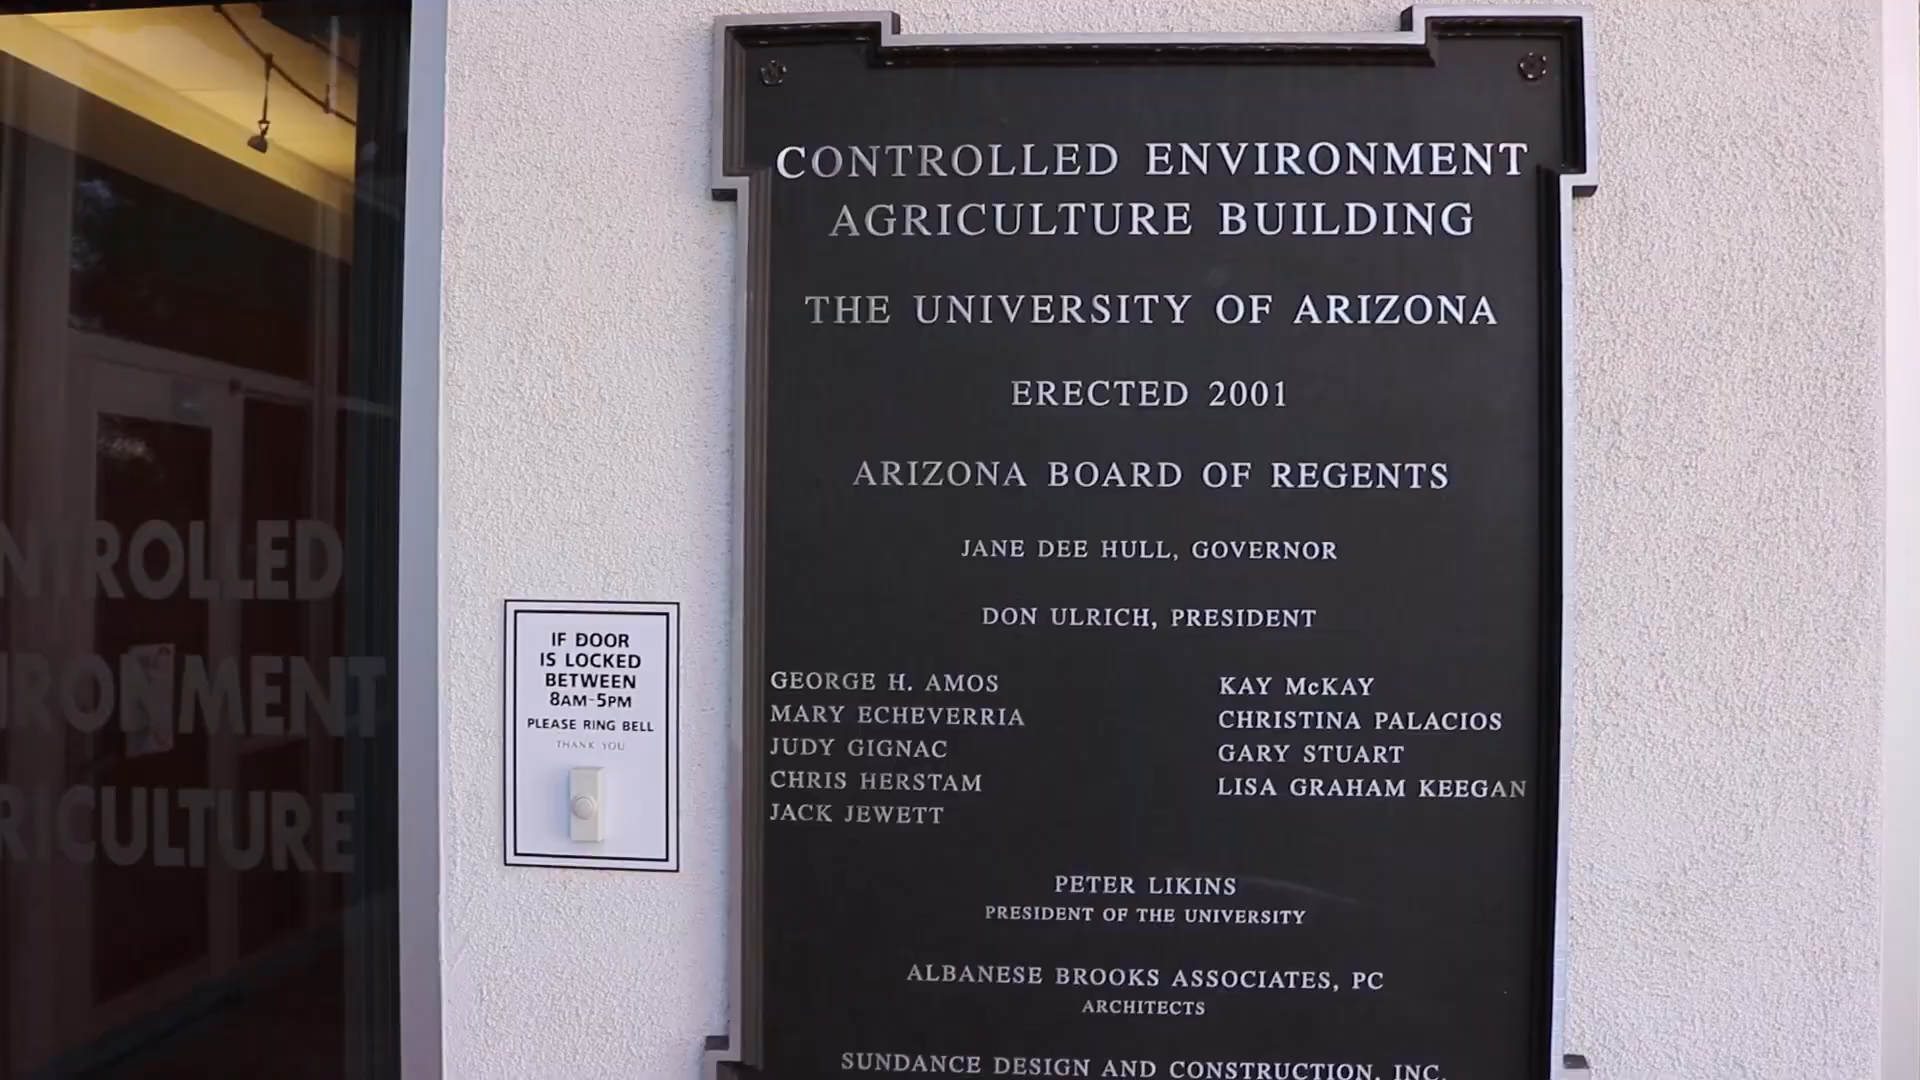 CONTROLLED ENVIRONMENT
AGRICULTURE BUILDING
THE UNIVERSITY OF ARIZONA
ERECTED 2001
ARIZONA BOARD OF REGENTS
JANE DEE HULL, GOVERNOR
DON ULRICH, PRESIDENT
GEORGE H. AMOS
MARY ECHEVERRIA
JUDY GIGNAC
CHRIS HERSTAM
JACK JEWETT
KAY McKAY
CHRISTINA PALACIOS
GARY STUART
LISA GRAHAM KEEGAN
PETER LIKINS
PRESIDENT OF THE UNIVERSITY
ALBANESE BROOKS ASSOCIATES, PC
ARCHITECTS
SUNDANCE DESIGN AND CONSTRUCTION, INC.
IF DOOR
IS LOCKED
BETWEEN
8AM-5PM
PLEASE RING BELL
THANK YOU
NTROLLED
IRONMENT
RICULTURE